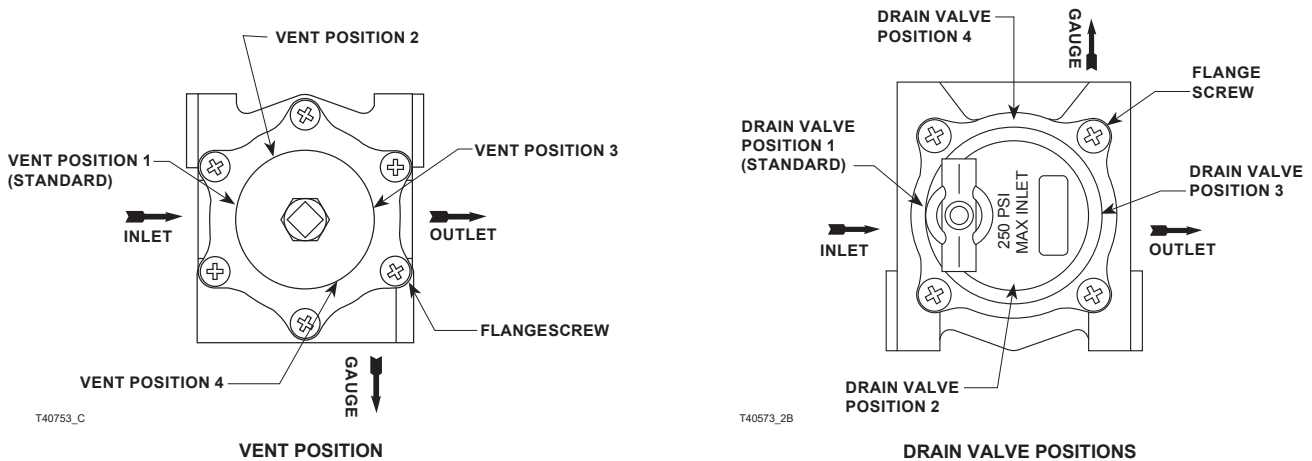 VENT POSITION 2
VENT POSITION 1
(STANDARD)
VENT POSITION 3
INLET
OUTLET
FLANGESCREW
VENT POSITION 4
GAUGE
T40753_C
VENT POSITION
DRAIN VALVE
POSITION 4
GAUGE
FLANGE
SCREW
DRAIN VALVE
POSITION 1
(STANDARD)
DRAIN VALVE
POSITION 3
250 PSI
MAX INLET
INLET
OUTLET
DRAIN VALVE
POSITION 2
T40573_2B
DRAIN VALVE POSITIONS